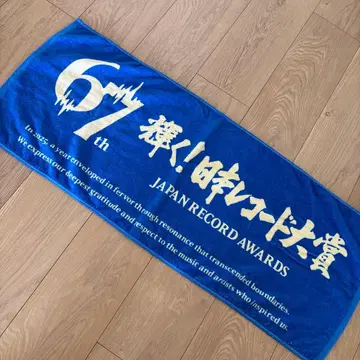 67th
輝く!日本レコード大賞
JAPAN RECORD AWARDS
In 2025, a year enveloped in fervor through resonance that transcended boundaries.
We express our deepest gratitude and respect to the music and artists who inspired us.